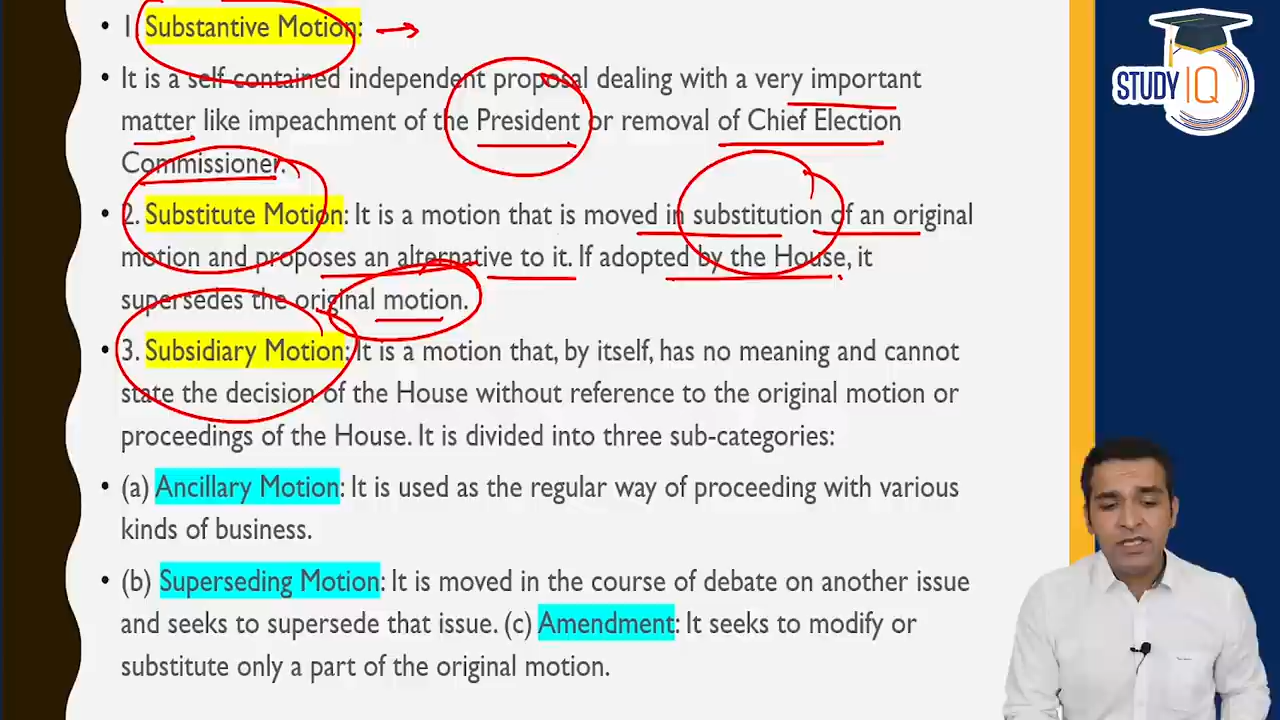 • 1. Substantive Motion:
• It is a self-contained independent proposal dealing with a very important
matter like impeachment of the President or removal of Chief Election
Commissioner.
• 2. Substitute Motion: It is a motion that is moved in substitution of an original
motion and proposes an alternative to it. If adopted by the House, it
supersedes the original motion.
• 3. Subsidiary Motion: It is a motion that, by itself, has no meaning and cannot
state the decision of the House without reference to the original motion or
proceedings of the House. It is divided into three sub-categories:
• (a) Ancillary Motion: It is used as the regular way of proceeding with various
kinds of business.
• (b) Superseding Motion: It is moved in the course of debate on another issue
and seeks to supersede that issue. (c) Amendment: It seeks to modify or
substitute only a part of the original motion.
STUDY IQ